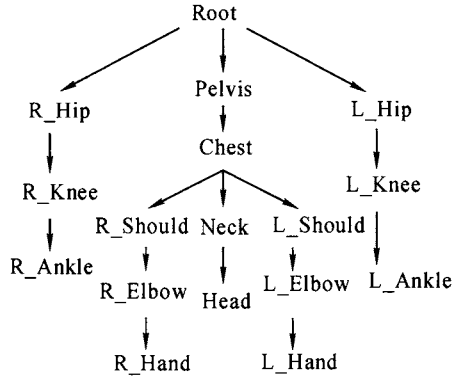 Root
Pelvis
R_Hip
L_Hip
Chest
R_Knee
L_Knee
R_Should
Neck
L_Should
R_Ankle
L_Ankle
R_Elbow
Head
L_Elbow
R_Hand
L_Hand